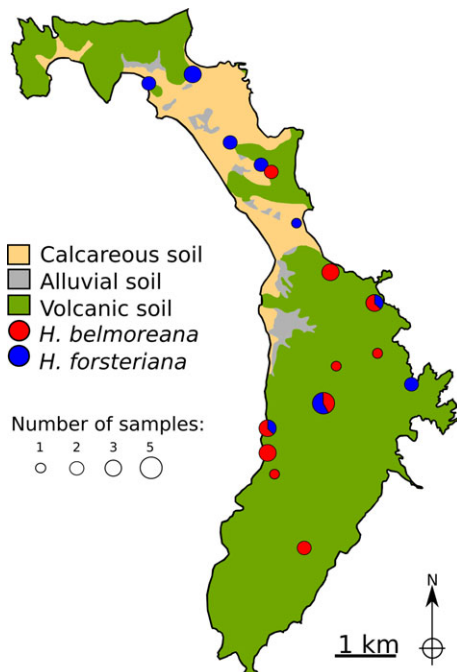 Calcareous soil
Alluvial soil
Volcanic soil
H. belmoreana
H. forsteriana
Number of samples:
1 2 3 5
N
1 km